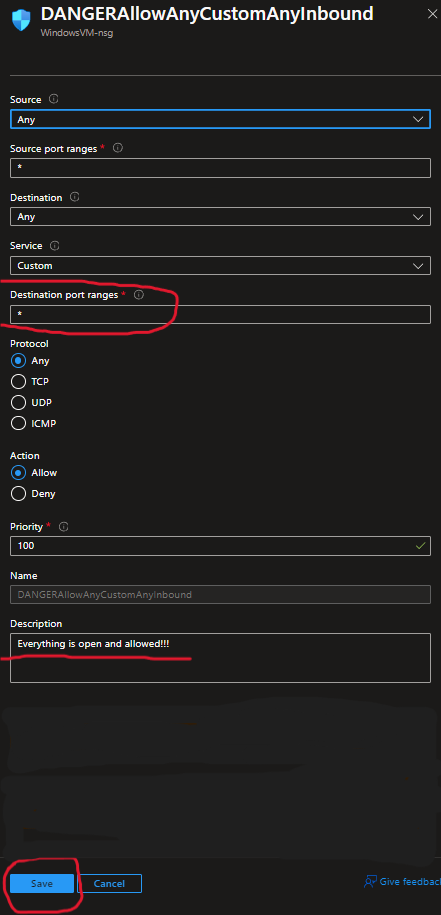 DANGERAllowAnyCustomAnyInbound
WindowsVM-nsg
Source
Any
Source port ranges *
*
Destination
Any
Service
Custom
Destination port ranges *
*
Protocol
Any
TCP
UDP
ICMP
Action
Allow
Deny
Priority *
100
Name
DANGERAllowAnyCustomAnyInbound
Description
Everything is open and allowed!!!
Save Cancel Give feedback